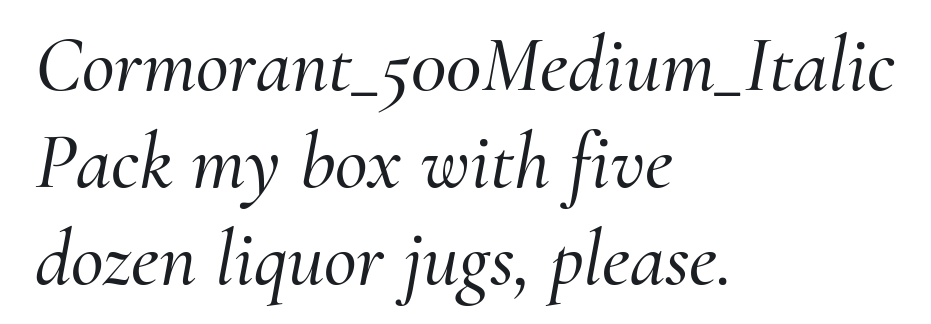 Cormorant_500Medium_Italic
Pack my box with five
dozen liquor jugs, please.